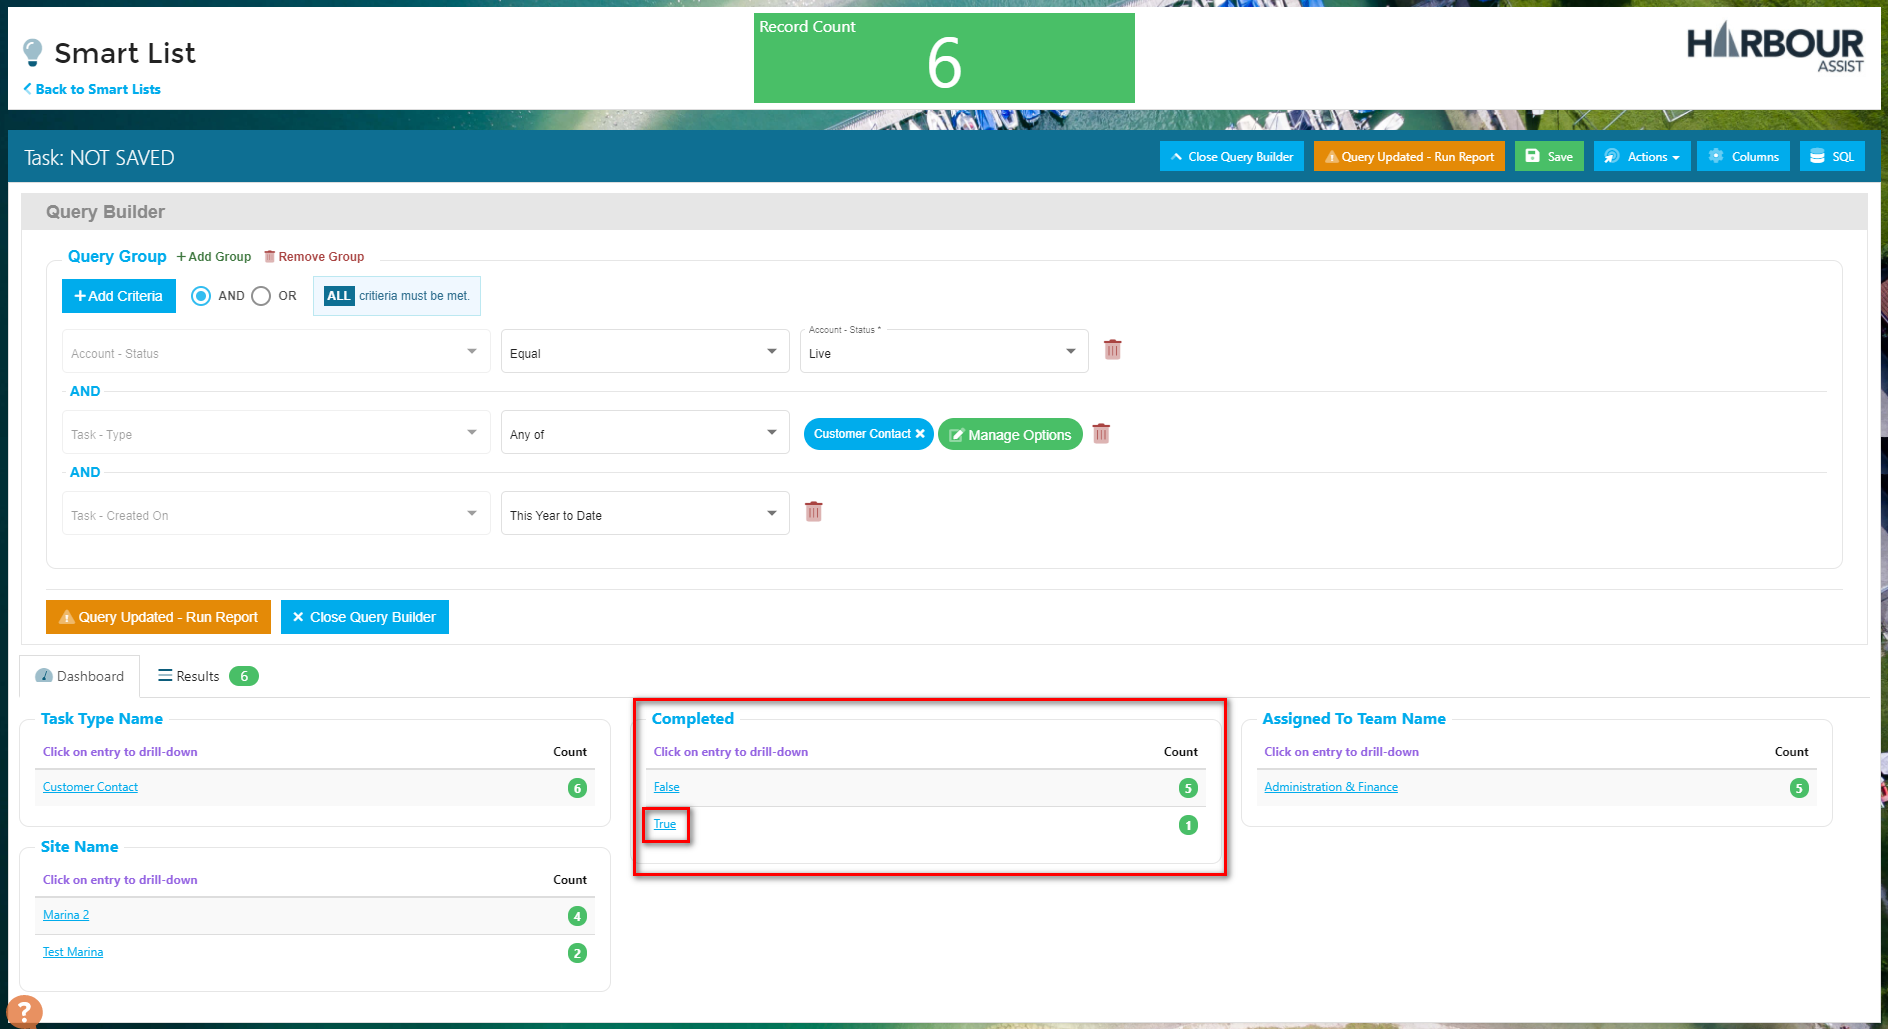 Smart List
Back to Smart Lists
Record Count
6
HARBOUR
ASSIST
Task: NOT SAVED
Close Query Builder
Query Updated - Run Report
Save
Actions
Columns
SQL
Query Builder
Query Group + Add Group Remove Group
+ Add Criteria AND OR ALL critieria must be met.
Account - Status *
Account - Status Equal Live
AND
Task - Type Any of Customer Contact × Manage Options
AND
Task - Created On This Year to Date
Query Updated - Run Report × Close Query Builder
Dashboard Results 6
Task Type Name
Click on entry to drill-down Count
Customer Contact 6
Site Name
Click on entry to drill-down Count
Marina 2 4
Test Marina 2
Completed
Click on entry to drill-down Count
False 5
True 1
Assigned To Team Name
Click on entry to drill-down Count
Administration & Finance 5
?